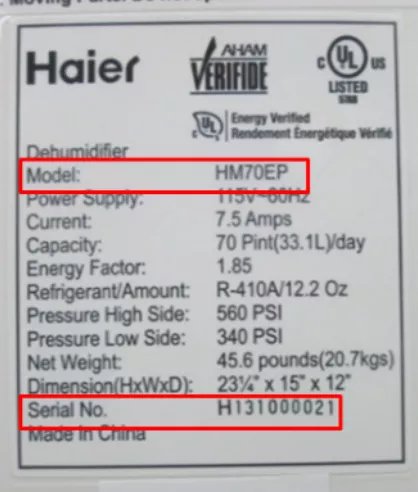 Moving Parts.
Haier
AHAM
VERIFIDE
C UL US
LISTED
c UL Energy Verified
Rendement Énergétique Vérifié
Dehumidifier
Model: HM70EP
Power Supply: 115V~60Hz
Current: 7.5 Amps
Capacity: 70 Pint(33.1L)/day
Energy Factor: 1.85
Refrigerant/Amount: R-410A/12.2 Oz
Pressure High Side: 560 PSI
Pressure Low Side: 340 PSI
Net Weight: 45.6 pounds(20.7kgs)
Dimension(HxWxD): 23¼" x 15" x 12"
Serial No. H131000021
Made In China